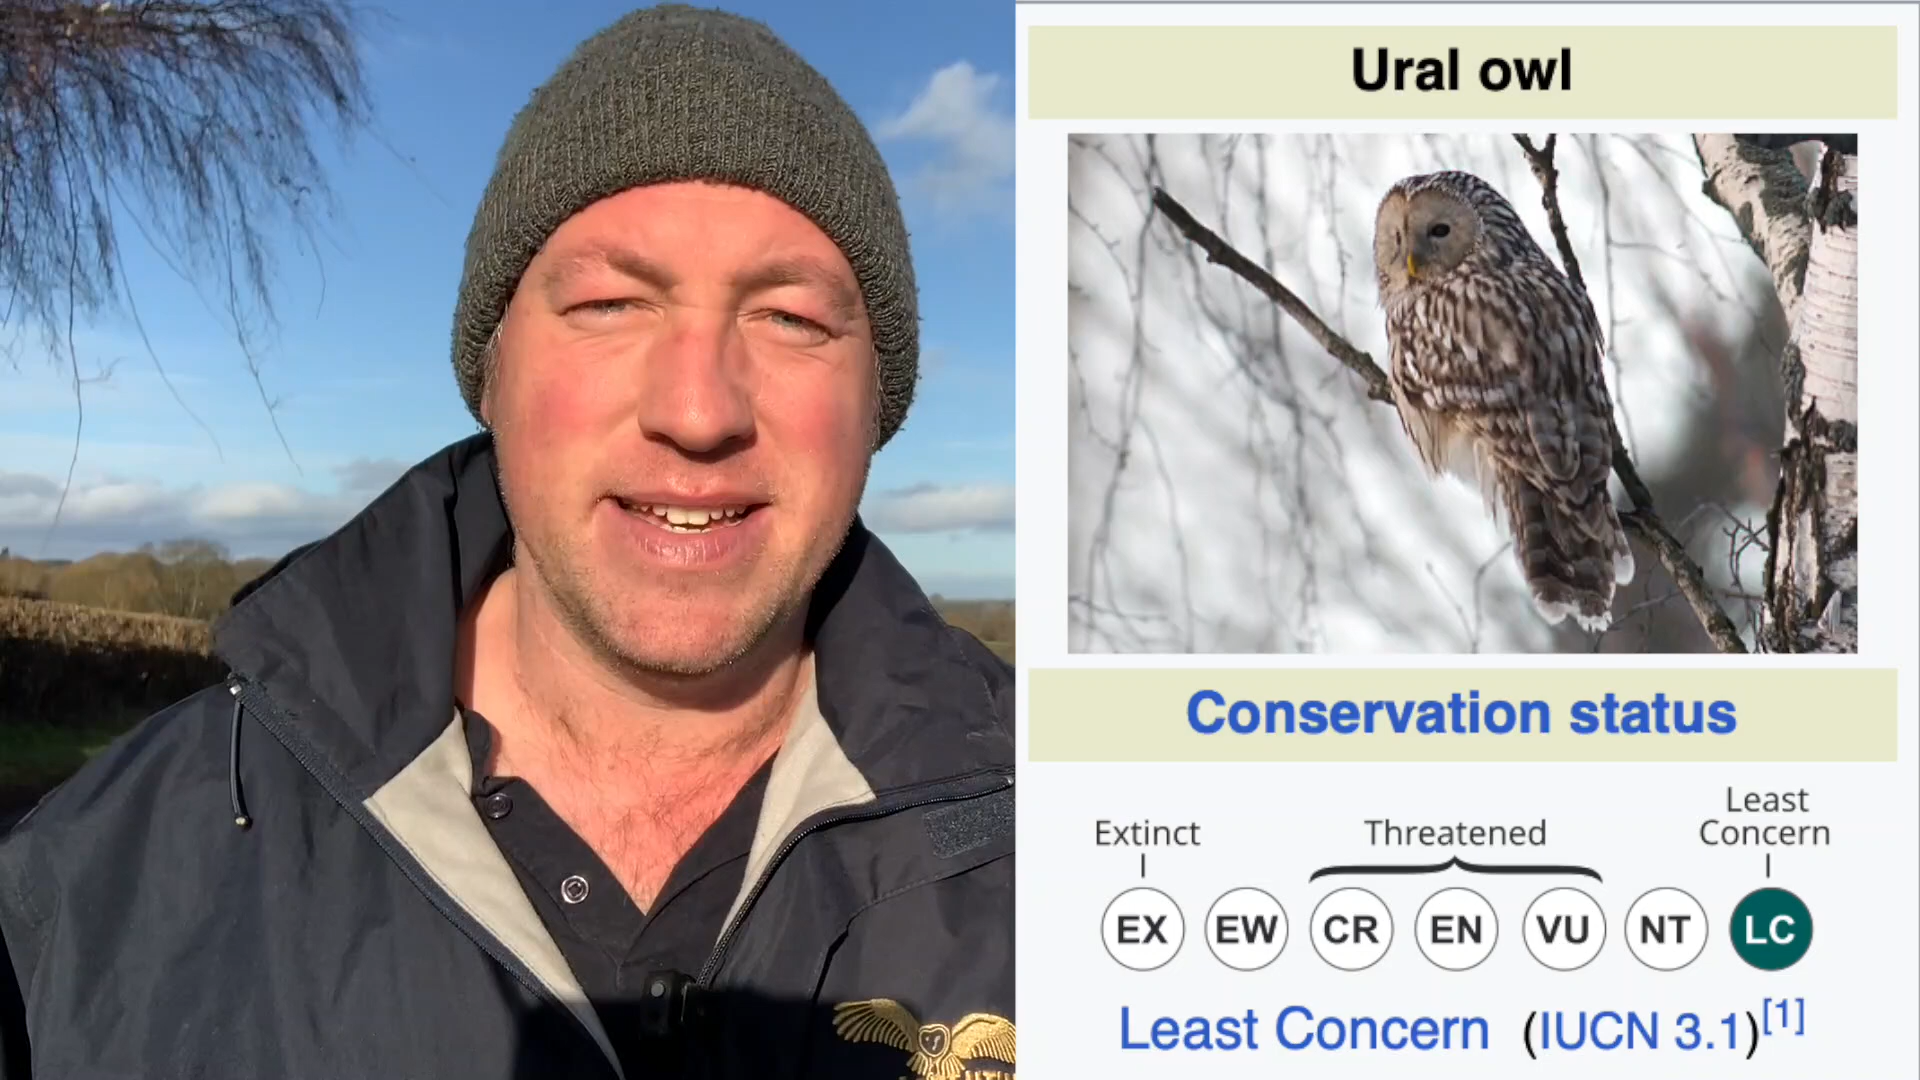 Ural owl
Conservation status
Extinct
Threatened
Least
Concern
EX EW CR EN VU NT LC
Least Concern (IUCN 3.1)[1]